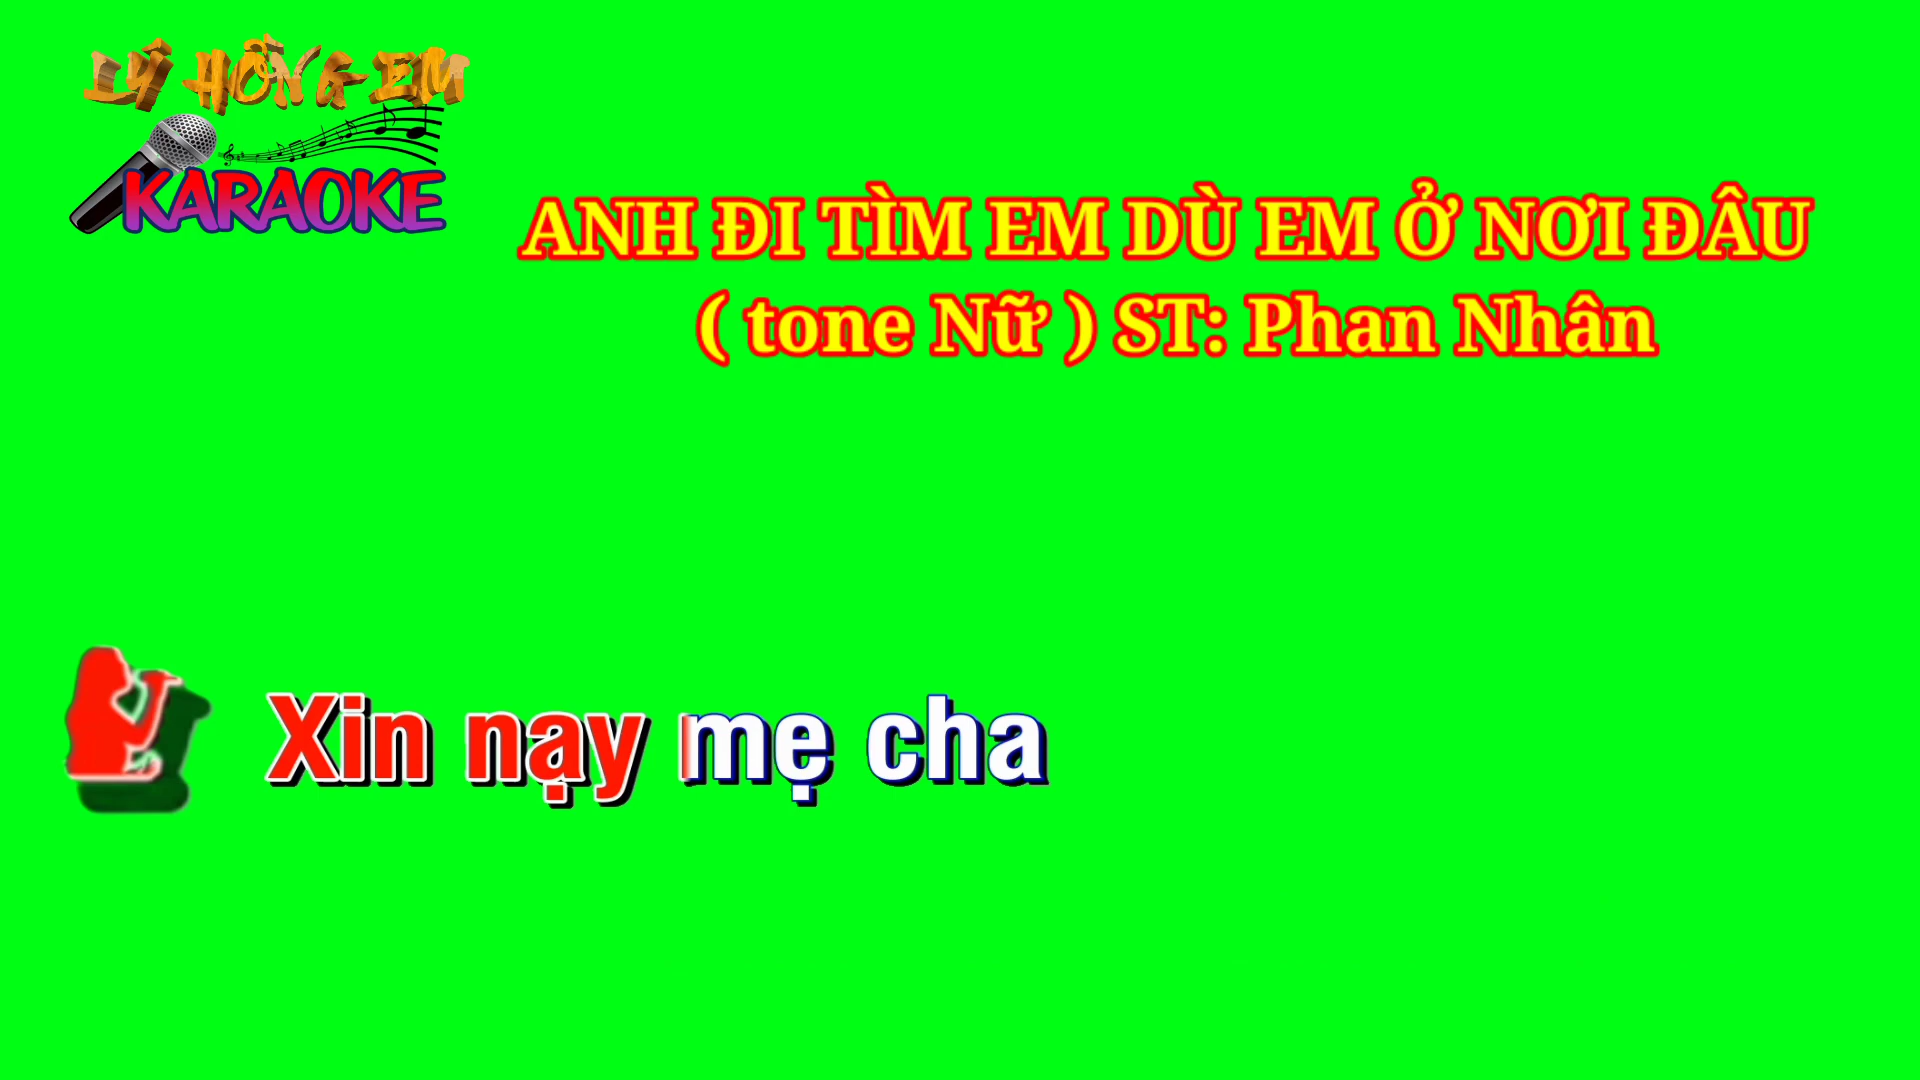 LÝ HỒNG EM
KARAOKE
ANH ĐI TÌM EM DÙ EM Ở NƠI ĐÂU
( tone Nữ ) ST: Phan Nhân
Xin nạy mẹ cha